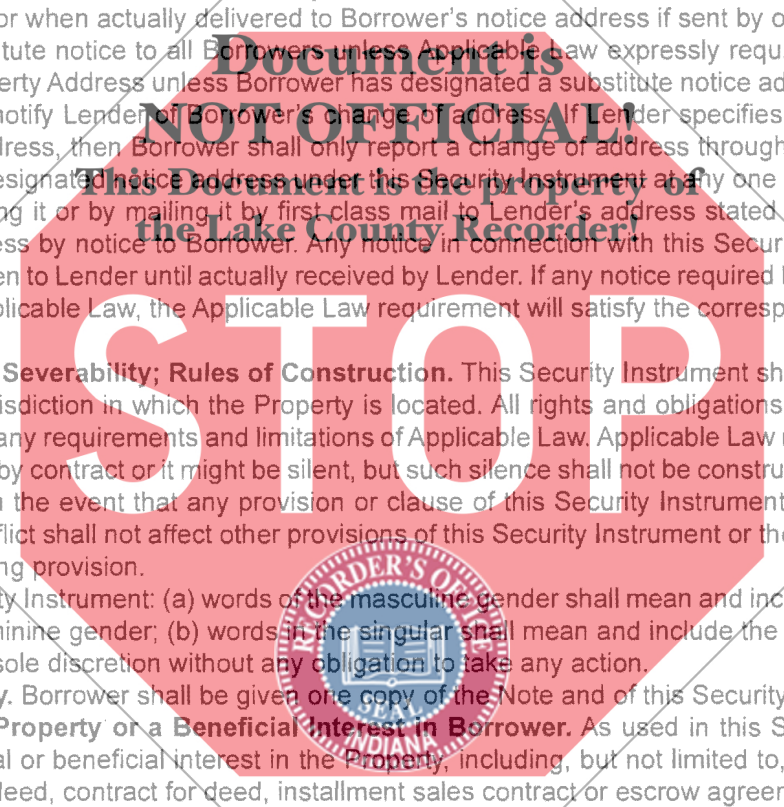 or when actually delivered to Borrower's notice address if sent by o
tute notice to all Borrowers unless Applicable Law expressly requ
erty Address unless Borrower has designated a substitute notice ad
notify Lender of Borrower's change of address. If Lender specifies
dress, then Borrower shall only report a change of address through
esignated notice address under this Security Instrument at any one
ng it or by mailing it by first class mail to Lender's address stated
ess by notice to Borrower. Any notice in connection with this Secur
en to Lender until actually received by Lender. If any notice required
plicable Law, the Applicable Law requirement will satisfy the corresp
Severability; Rules of Construction. This Security Instrument sh
isdiction in which the Property is located. All rights and obligations
any requirements and limitations of Applicable Law. Applicable Law
by contract or it might be silent, but such silence shall not be constru
n the event that any provision or clause of this Security Instrument
flict shall not affect other provisions of this Security Instrument or the
ng provision.
ty Instrument: (a) words of the masculine gender shall mean and inc
minine gender; (b) words in the singular shall mean and include the
sole discretion without any obligation to take any action.
y. Borrower shall be given one copy of the Note and of this Security
Property or a Beneficial Interest in Borrower. As used in this S
al or beneficial interest in the Property, including, but not limited to,
deed, contract for deed, installment sales contract or escrow agreer
Document is
NOT OFFICIAL!
This Document is the property of
the Lake County Recorder!
STOP
RECORDER'S OFFICE
SEAL
INDIANA